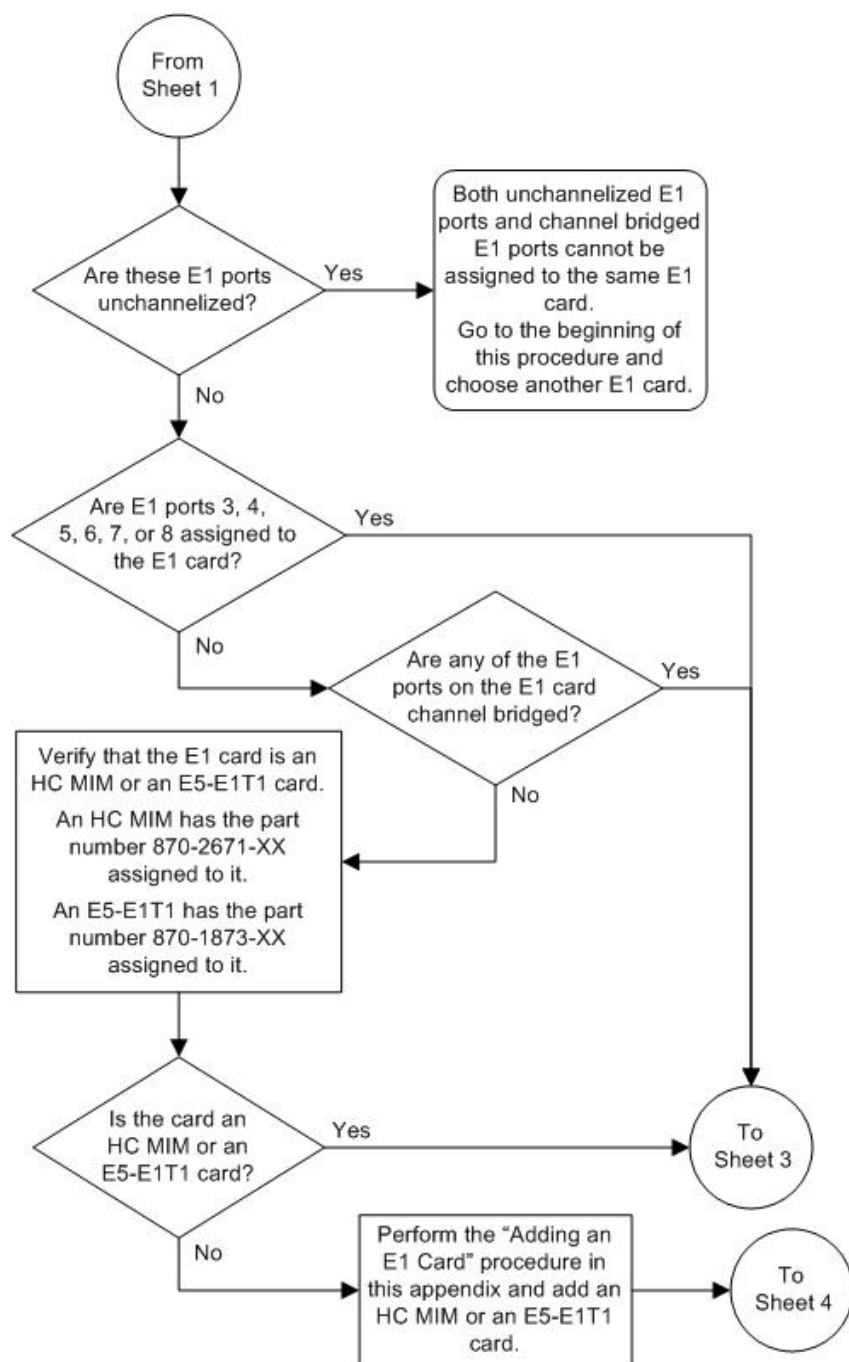 From
Sheet 1
Are these E1 ports
unchannelized?
Yes
Both unchannelized E1
ports and channel bridged
E1 ports cannot be
assigned to the same E1
card.
Go to the beginning of
this procedure and
choose another E1 card.
No
Are E1 ports 3, 4,
5, 6, 7, or 8 assigned to
the E1 card?
Yes
No
Are any of the E1
ports on the E1 card
channel bridged?
Yes
No
Verify that the E1 card is an
HC MIM or an E5-E1T1 card.
An HC MIM has the part
number 870-2671-XX
assigned to it.
An E5-E1T1 has the part
number 870-1873-XX
assigned to it.
Is the card an
HC MIM or an
E5-E1T1 card?
Yes
To
Sheet 3
No
Perform the “Adding an
E1 Card” procedure in
this appendix and add an
HC MIM or an E5-E1T1
card.
To
Sheet 4